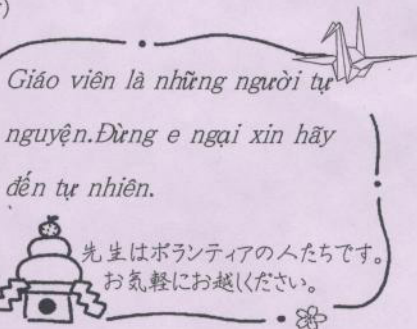 Giáo viên là những người tự
nguyện.Đừng e ngại xin hãy
đến tự nhiên.
先生はボランティアの人たちです。
お気軽にお越しください。